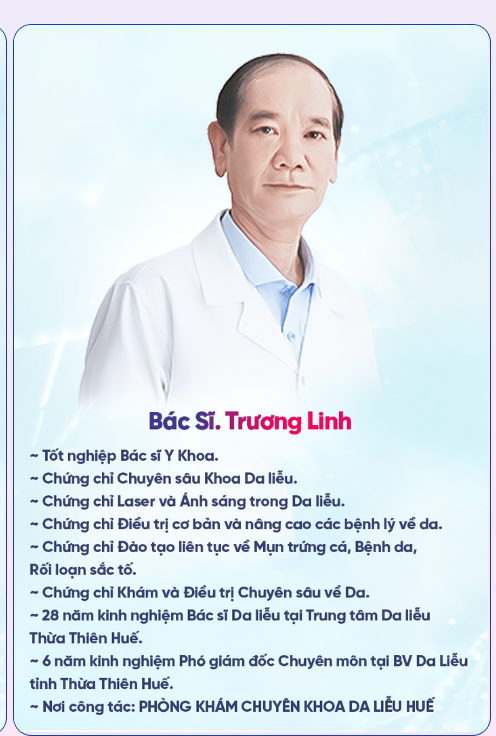 Bác Sĩ. Trương Linh
~ Tốt nghiệp Bác sĩ Y Khoa.
~ Chứng chỉ Chuyên sâu Khoa Da liễu.
~ Chứng chỉ Laser và Ánh sáng trong Da liễu.
~ Chứng chỉ Điều trị cơ bản và nâng cao các bệnh lý về da.
~ Chứng chỉ Đào tạo liên tục về Mụn trứng cá, Bệnh da,
Rối loạn sắc tố.
~ Chứng chỉ Khám và Điều trị Chuyên sâu về Da.
~ 28 năm kinh nghiệm Bác sĩ Da liễu tại Trung tâm Da liễu
Thừa Thiên Huế.
~ 6 năm kinh nghiệm Phó giám đốc Chuyên môn tại BV Da Liễu
tỉnh Thừa Thiên Huế.
~ Nơi công tác: PHÒNG KHÁM CHUYÊN KHOA DA LIỄU HUẾ